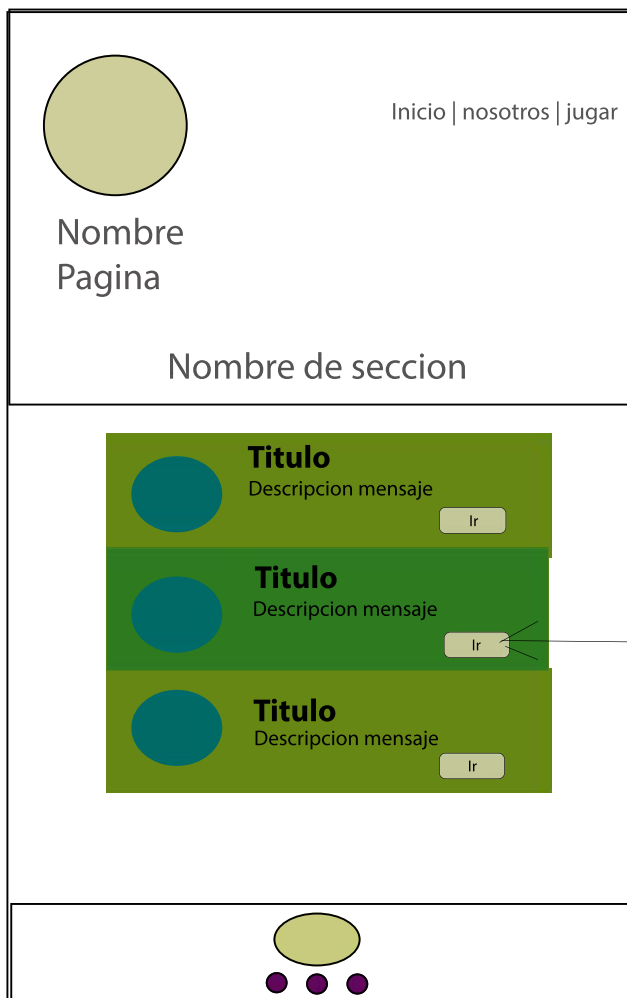 Inicio | nosotros | jugar
Nombre
Pagina
Nombre de seccion
Titulo
Descripcion mensaje
Ir
Titulo
Descripcion mensaje
Ir
Titulo
Descripcion mensaje
Ir